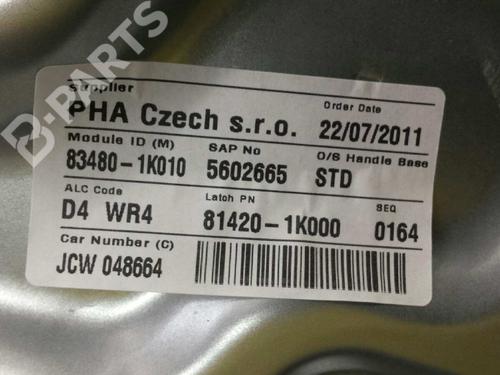 B-PARTS
Supplier Order Date
PHA Czech s.r.o. 22/07/2011
Module ID (M) SAP No O/S Handle Base
83480-1K010 5602665 STD
ALC Code Latch PN SEQ
D4 WR4 81420-1K000 0164
Car Number (C)
JCW 048664